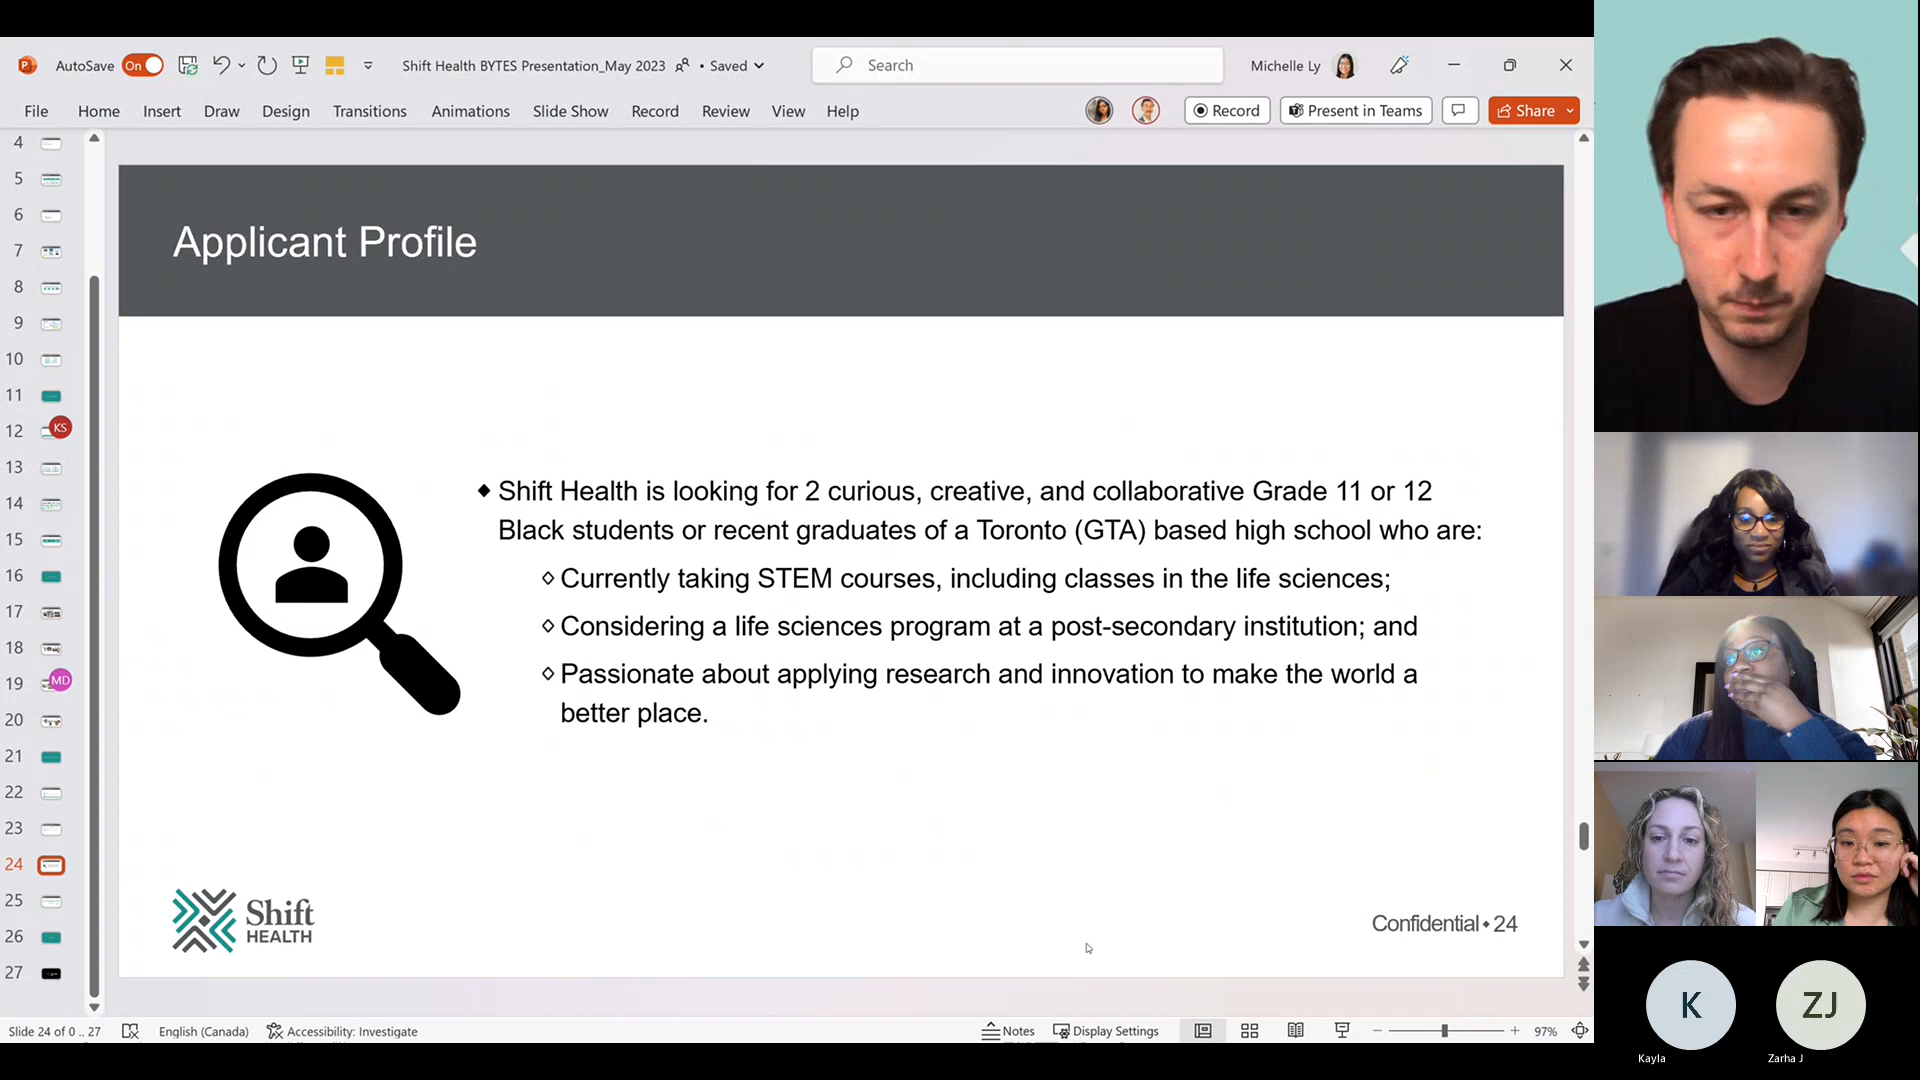 AutoSave On Shift Health BYTES Presentation_May 2023 • Saved Search Michelle Ly
File Home Insert Draw Design Transitions Animations Slide Show Record Review View Help Record Present in Teams Share
4
5
6
7
8
9
10
11
12 KS
13
14
15
16
17
18
19 MD
20
21
22
23
24
25
26
27
Applicant Profile
◆ Shift Health is looking for 2 curious, creative, and collaborative Grade 11 or 12
Black students or recent graduates of a Toronto (GTA) based high school who are:
◇ Currently taking STEM courses, including classes in the life sciences;
◇ Considering a life sciences program at a post-secondary institution; and
◇ Passionate about applying research and innovation to make the world a
better place.
Shift
HEALTH
Confidential ◆ 24
Slide 24 of 0 .. 27 English (Canada) Accessibility: Investigate Notes Display Settings 97%
K
Kayla
ZJ
Zarha J